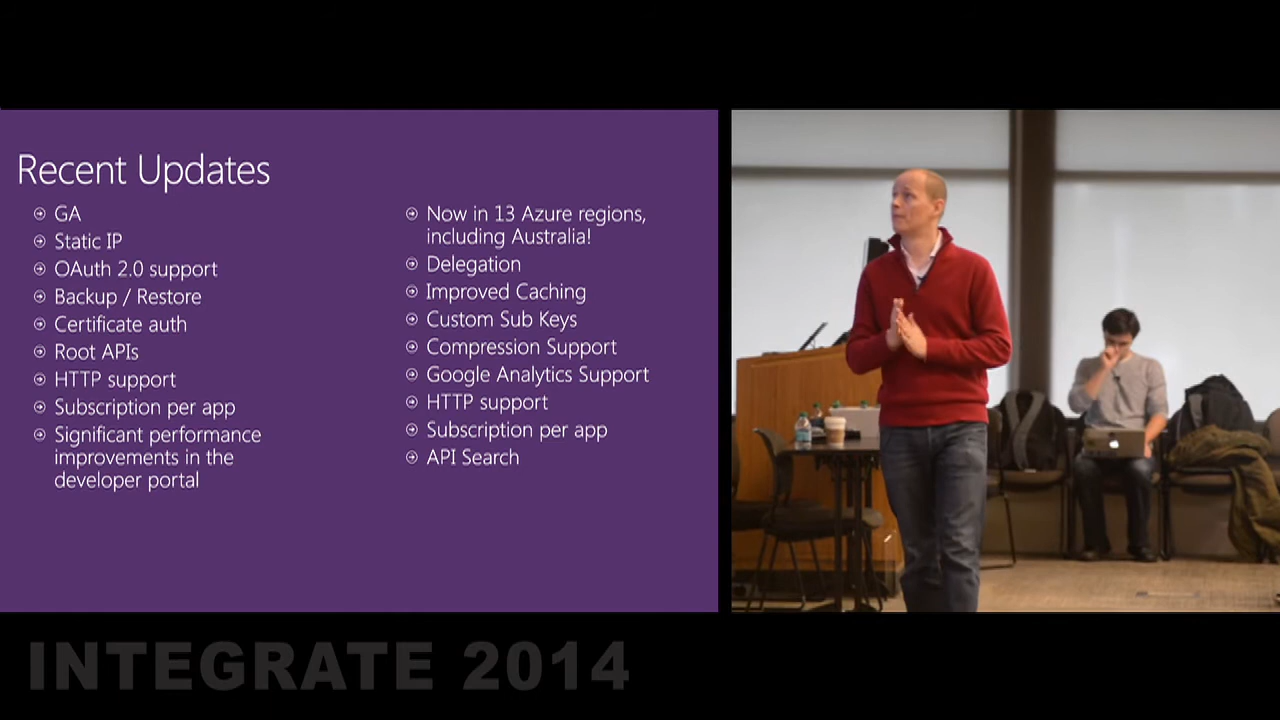 Recent Updates
GA
Static IP
OAuth 2.0 support
Backup / Restore
Certificate auth
Root APIs
HTTP support
Subscription per app
Significant performance
improvements in the
developer portal
Now in 13 Azure regions,
including Australia!
Delegation
Improved Caching
Custom Sub Keys
Compression Support
Google Analytics Support
HTTP support
Subscription per app
API Search
INTEGRATE 2014